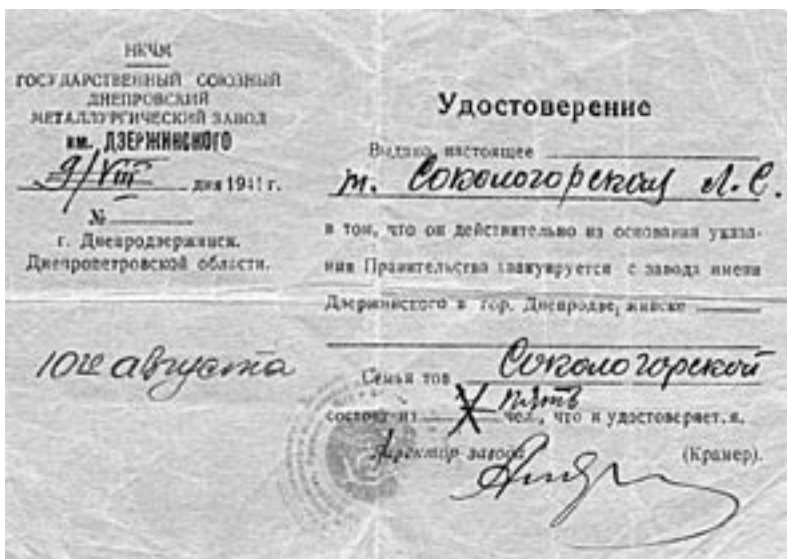 НКЧМ
ГОСУДАРСТВЕННЫЙ СОЮЗНЫЙ
ДНЕПРОВСКИЙ
МЕТАЛЛУРГИЧЕСКИЙ ЗАВОД
им. ДЗЕРЖИНСКОГО
9/VIII дня 1941 г.
№
г. Днепродзержинск.
Днепропетровской области.
10го августа
Удостоверение
Выдано настоящее
т. Сокологорской Л.С.
в том, что он действительно на основании указа-
ния Правительства эвакуируется с завода имени
Дзержинского в гор. Днепродзержинске
Семья тов Сокологорской
состоит из пять чел., что и удостоверяется.
Директор завода (Крамер).